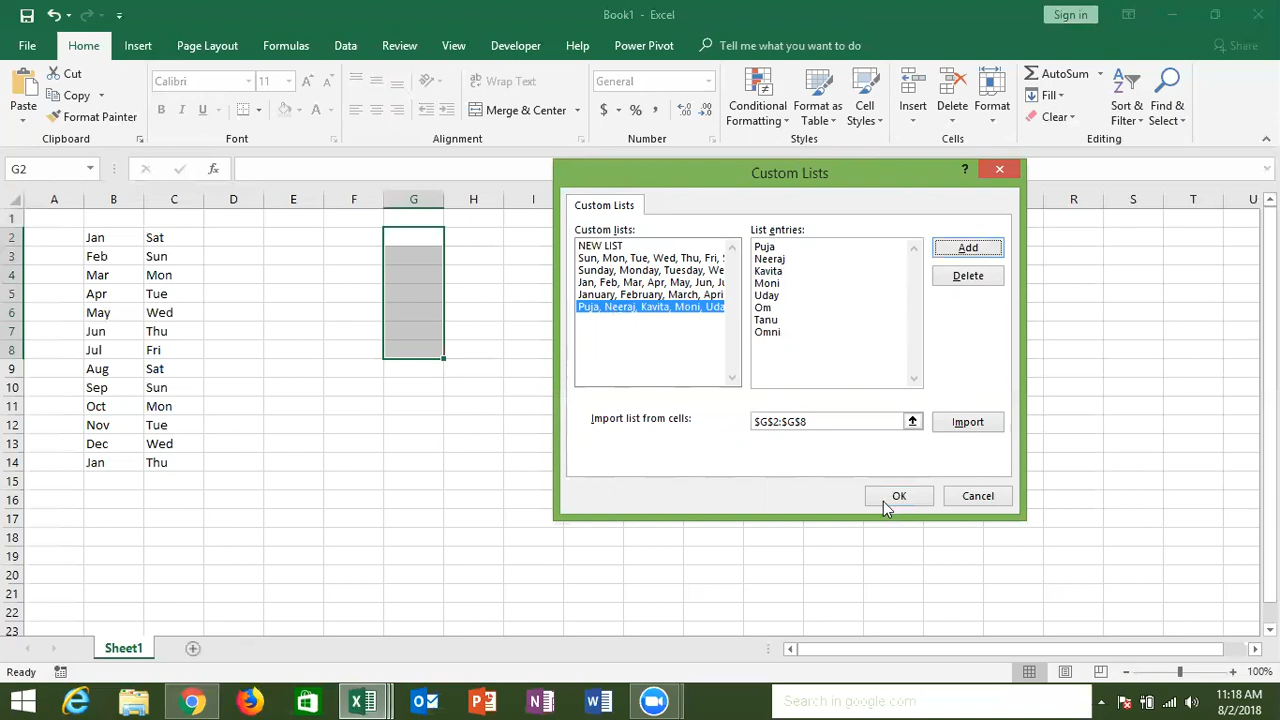 Book1 - Excel
Sign in
File Home Insert Page Layout Formulas Data Review View Developer Help Power Pivot Tell me what you want to do Share
Paste
Cut
Copy
Format Painter
Calibri 11
B I U
Wrap Text
Merge & Center
General
$ % ,
Conditional Formatting
Format as Table
Cell Styles
Insert
Delete
Format
AutoSum
Fill
Clear
Sort & Filter
Find & Select
Clipboard Font Alignment Number Styles Cells Editing
G2 fx
A B C D E F G H I R S T U
1
2 Jan Sat
3 Feb Sun
4 Mar Mon
5 Apr Tue
6 May Wed
7 Jun Thu
8 Jul Fri
9 Aug Sat
10 Sep Sun
11 Oct Mon
12 Nov Tue
13 Dec Wed
14 Jan Thu
15
16
17
18
19
20
21
22
23
Custom Lists
?
Custom Lists
Custom lists:
NEW LIST
Sun, Mon, Tue, Wed, Thu, Fri, S
Sunday, Monday, Tuesday, We
Jan, Feb, Mar, Apr, May, Jun, Ju
January, February, March, Apri
Puja, Neeraj, Kavita, Moni, Uda
List entries:
Puja
Neeraj
Kavita
Moni
Uday
Om
Tanu
Omni
Add
Delete
Import list from cells:
$G$2:$G$8
Import
OK
Cancel
Sheet1
Ready
100%
Search in google.com
11:18 AM
8/2/2018